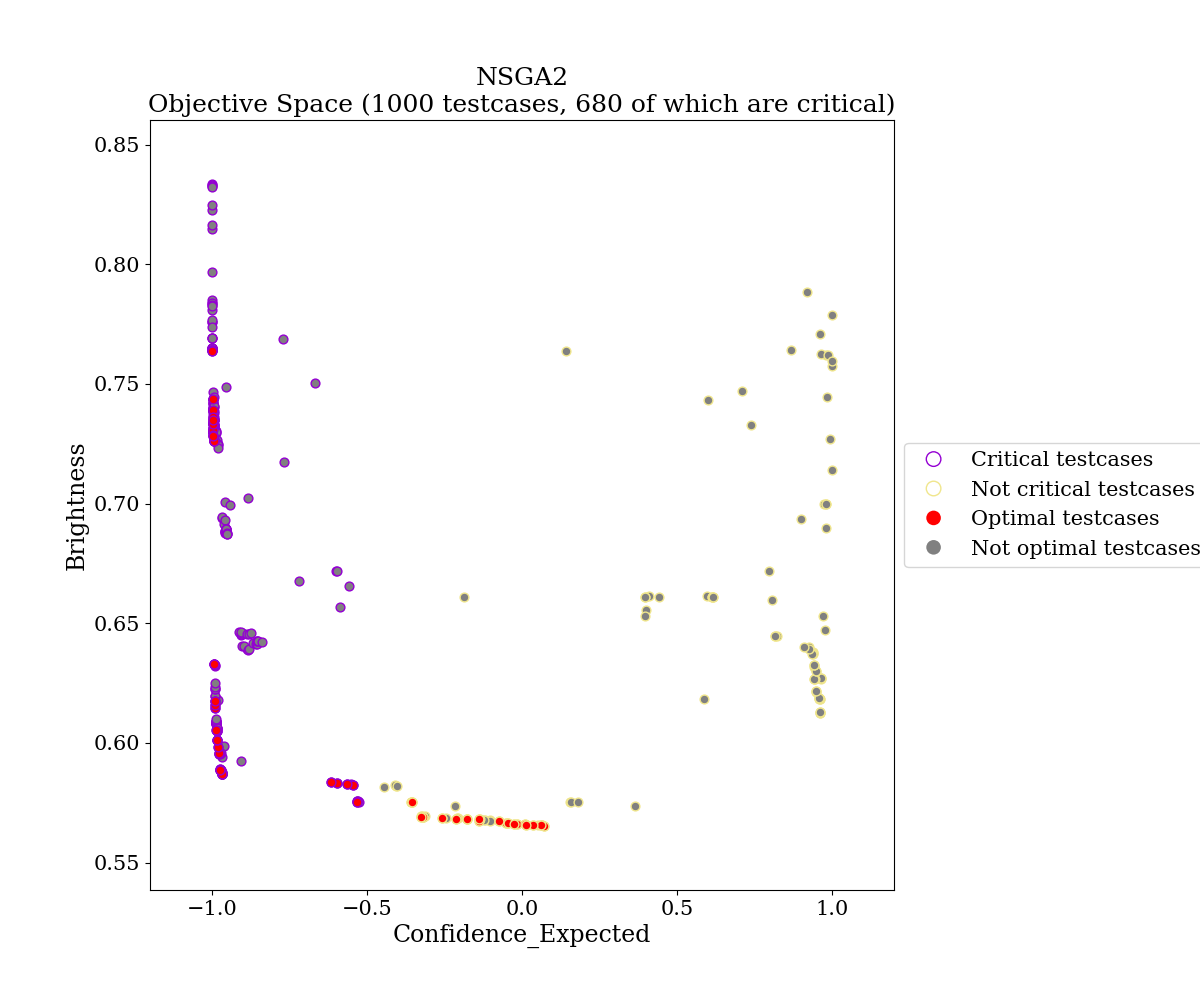 NSGA2
Objective Space (1000 testcases, 680 of which are critical)
0.85
0.80
0.75
0.70
0.65
0.60
0.55
Brightness
−1.0
−0.5
0.0
0.5
1.0
Confidence_Expected
Critical testcases
Not critical testcases
Optimal testcases
Not optimal testcases